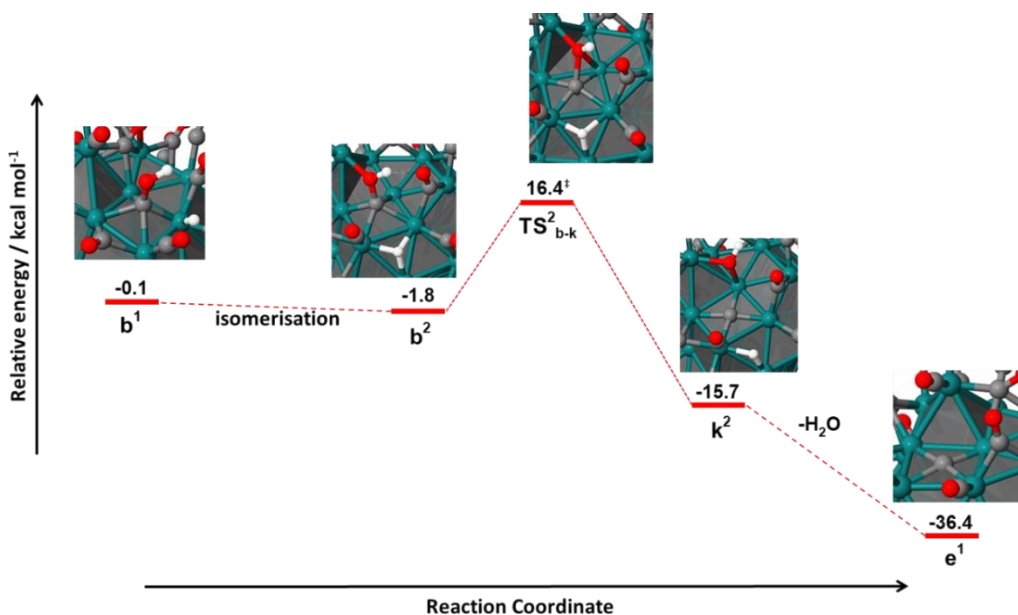 Relative energy / kcal mol⁻¹
-0.1
b¹
isomerisation
-1.8
b²
16.4‡
TS²b-k
-15.7
k²
-H₂O
-36.4
e¹
Reaction Coordinate